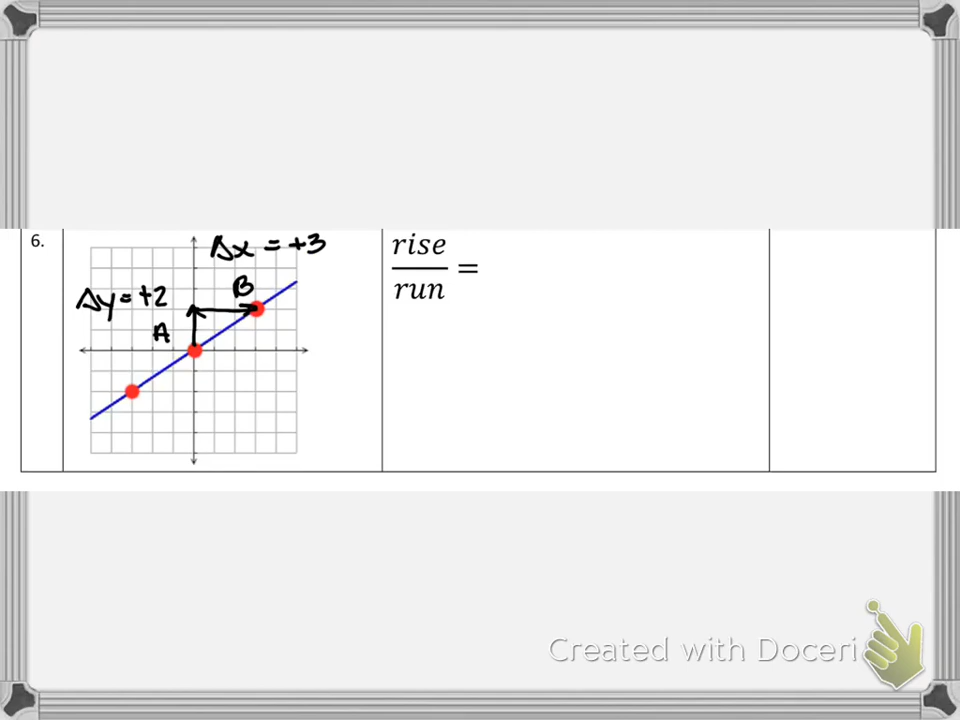 6.
Δx = +3
Δy = +2
B
A
rise
run
=
Created with Doceri